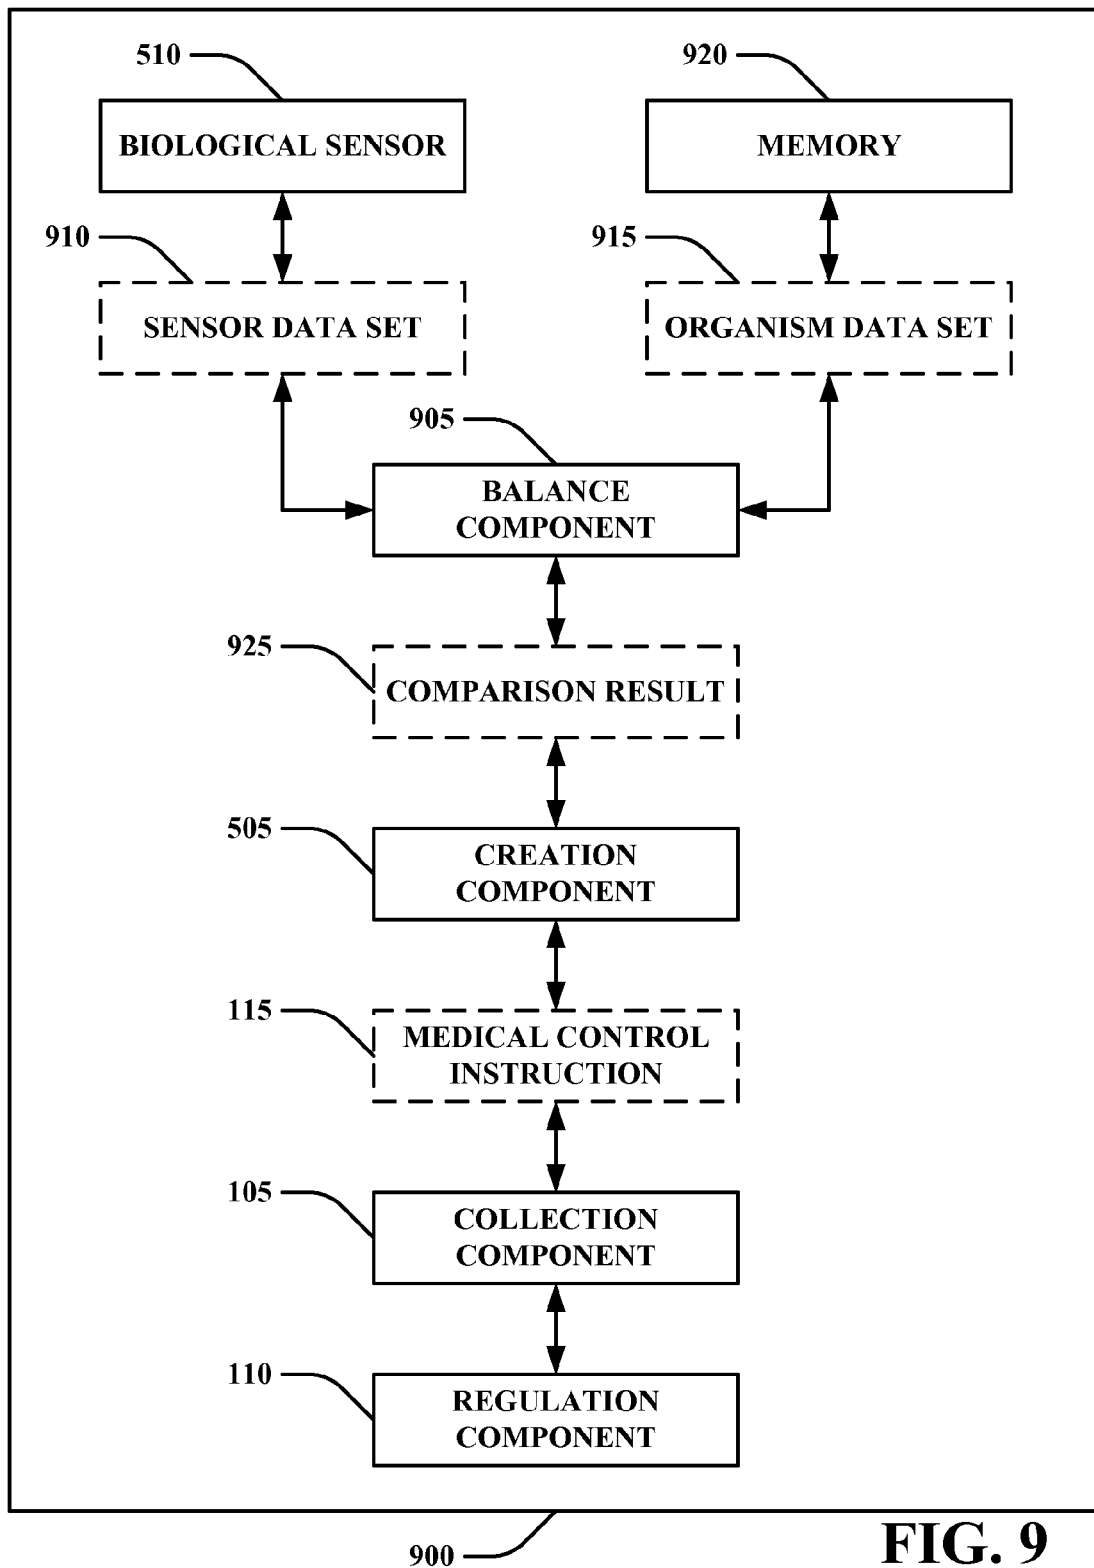 510
920
BIOLOGICAL SENSOR
MEMORY
910
915
SENSOR DATA SET
ORGANISM DATA SET
905
BALANCE
COMPONENT
925
COMPARISON RESULT
505
CREATION
COMPONENT
115
MEDICAL CONTROL
INSTRUCTION
105
COLLECTION
COMPONENT
110
REGULATION
COMPONENT
900
FIG. 9